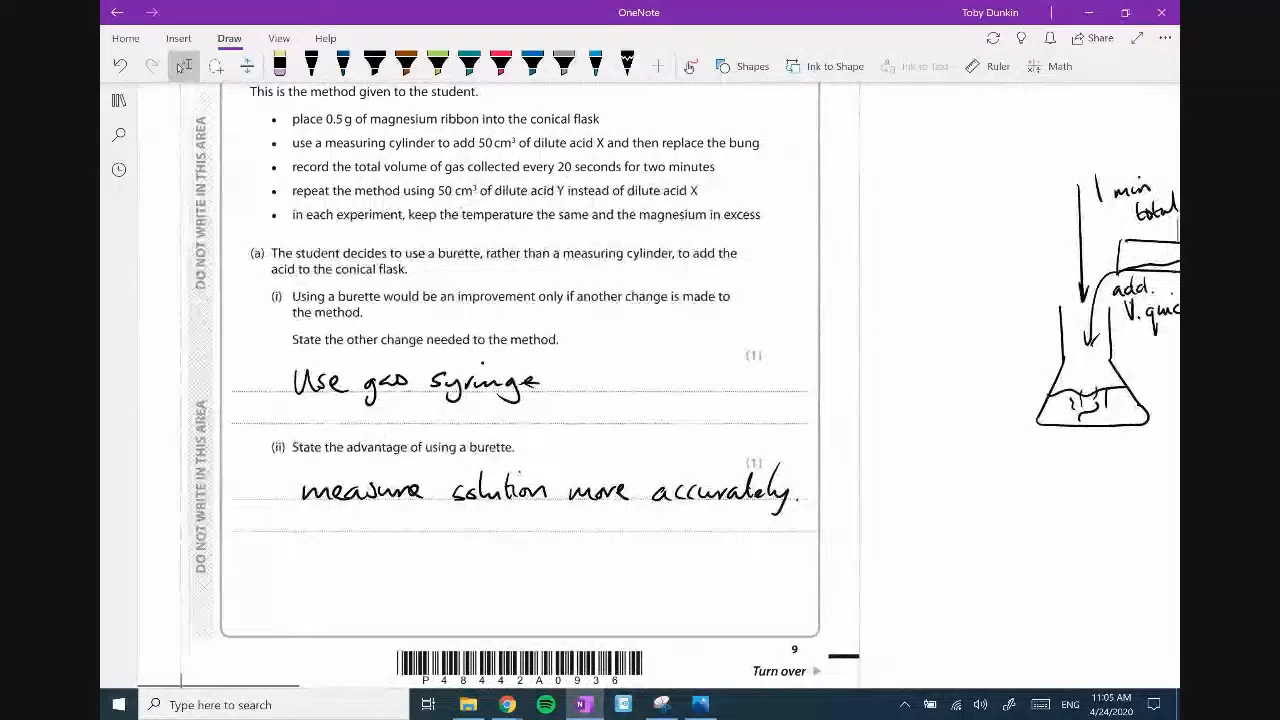 OneNote
Toby Dunkin
Home Insert Draw View Help
Share
Shapes Ink to Shape Ink to Text Ruler Math
This is the method given to the student.
• place 0.5 g of magnesium ribbon into the conical flask
• use a measuring cylinder to add 50 cm³ of dilute acid X and then replace the bung
• record the total volume of gas collected every 20 seconds for two minutes
• repeat the method using 50 cm³ of dilute acid Y instead of dilute acid X
• in each experiment, keep the temperature the same and the magnesium in excess
(a) The student decides to use a burette, rather than a measuring cylinder, to add the
acid to the conical flask.
(i) Using a burette would be an improvement only if another change is made to
the method.
State the other change needed to the method.
(1)
Use gas syringe
(ii) State the advantage of using a burette.
(1)
measure solution more accurately.
DO NOT WRITE IN THIS AREA
DO NOT WRITE IN THIS AREA
1 min
total
add.
V. quic
9
P 4 8 4 4 2 A 0 9 3 6
Turn over
Type here to search
ENG
11:05 AM
4/24/2020